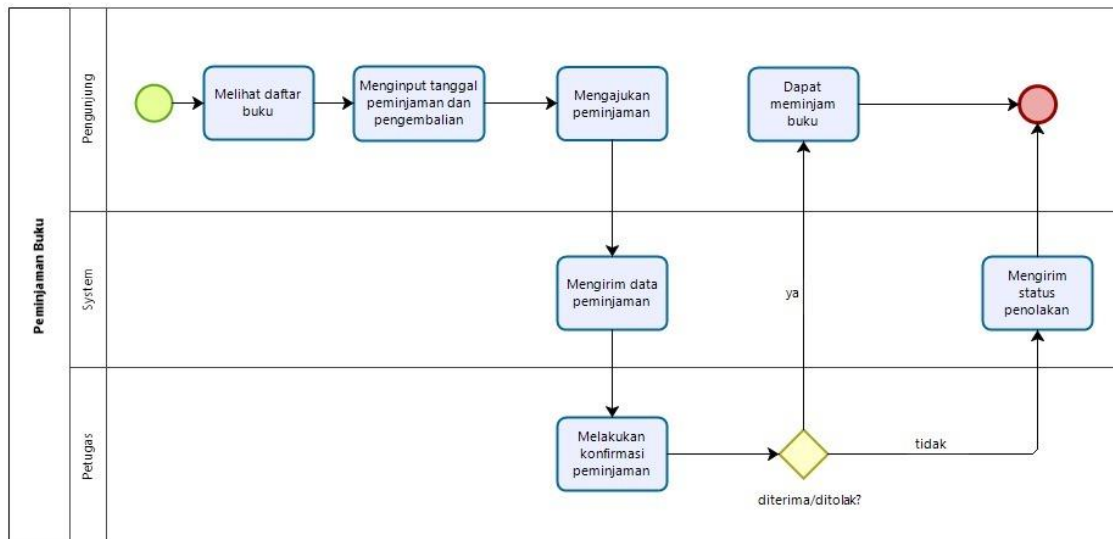 Peminjaman Buku
Pengunjung
Melihat daftar
buku
Menginput tanggal
peminjaman dan
pengembalian
Mengajukan
peminjaman
Dapat
meminjam
buku
System
Mengirim data
peminjaman
ya
Mengirim
status
penolakan
Petugas
Melakukan
konfirmasi
peminjaman
tidak
diterima/ditolak?